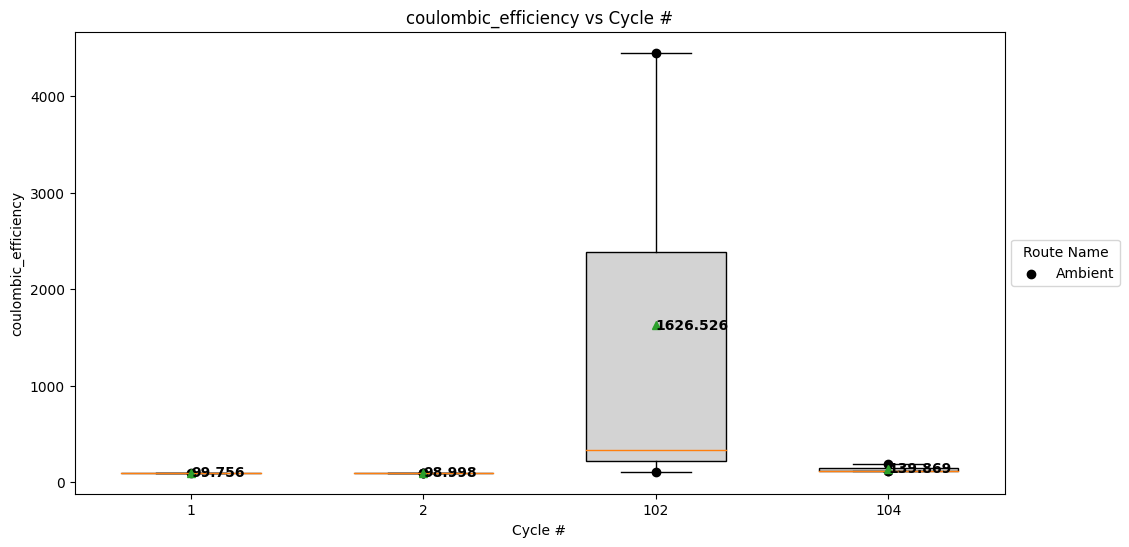 coulombic_efficiency vs Cycle #
coulombic_efficiency
4000
3000
2000
1000
0
99.756
98.998
1626.526
139.869
1
2
102
104
Cycle #
Route Name
Ambient